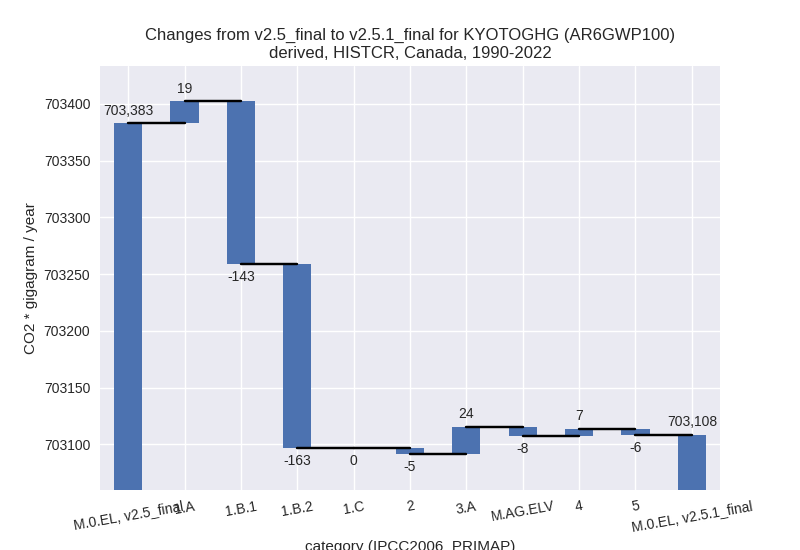 Changes from v2.5_final to v2.5.1_final for KYOTOGHG (AR6GWP100)
derived, HISTCR, Canada, 1990-2022
CO2 * gigagram / year
703400
703350
703300
703250
703200
703150
703100
703,383
19
-143
-163
0
-5
24
-8
7
-6
703,108
M.0.EL, v2.5_final
1.A
1.B.1
1.B.2
1.C
2
3.A
M.AG.ELV
4
5
M.0.EL, v2.5.1_final
category (IPCC2006_PRIMAP)